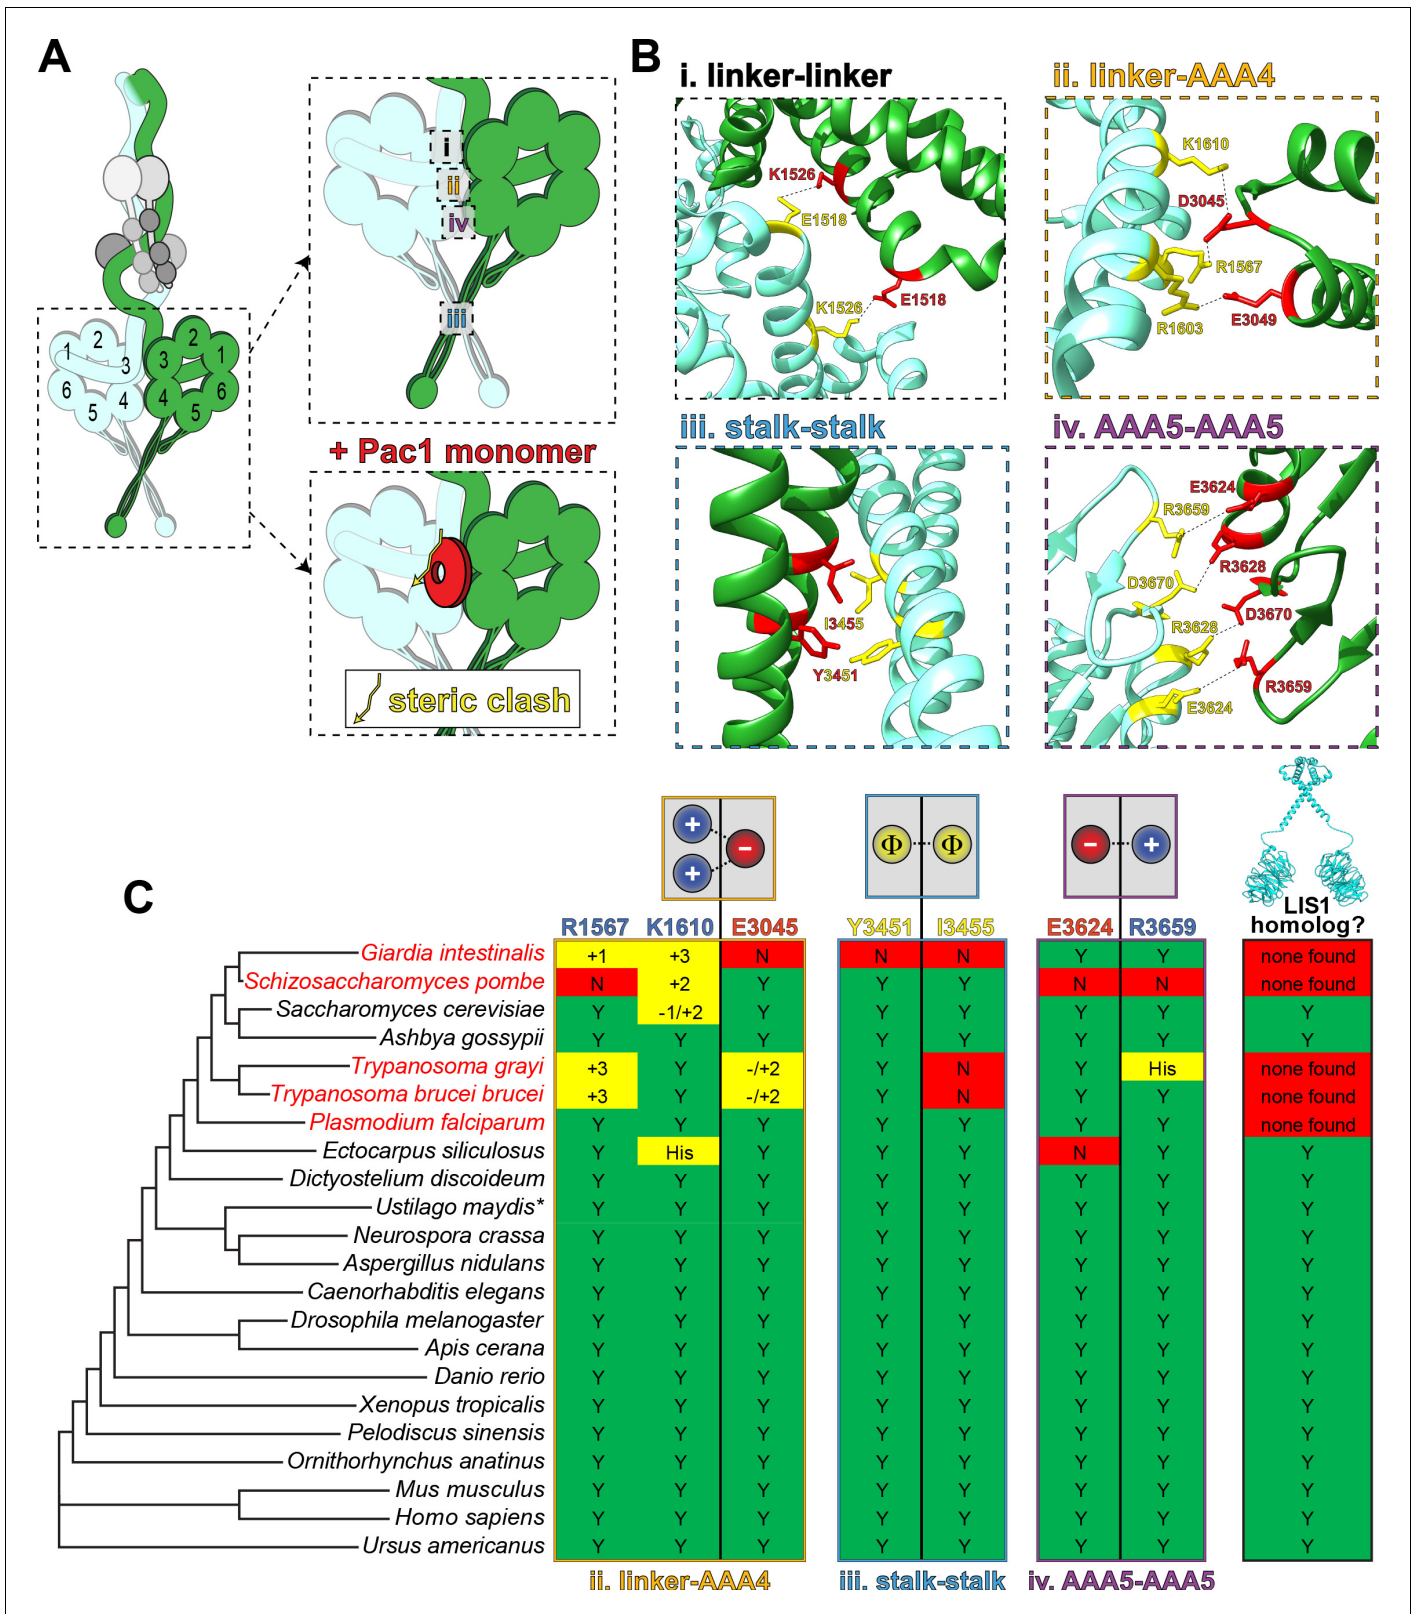 A
1 2 3 4 5 6
3 2 1 4 5 6
i
ii
iv
iii
+ Pac1 monomer
steric clash
B
i. linker-linker
K1526
E1518
E1518
K1526
ii. linker-AAA4
K1610
D3045
R1567
E3049
R1603
iii. stalk-stalk
I3455
Y3451
iv. AAA5-AAA5
E3624
R3659
R3628
D3670
D3670
R3628
R3659
E3624
C
+ + −
Φ Φ
− +
LIS1
homolog?
R1567 K1610 E3045 Y3451 I3455 E3624 R3659
Giardia intestinalis +1 +3 N N N Y Y none found
Schizosaccharomyces pombe N +2 Y Y Y N N none found
Saccharomyces cerevisiae Y -1/+2 Y Y Y Y Y Y
Ashbya gossypii Y Y Y Y Y Y Y Y
Trypanosoma grayi +3 Y -/+2 Y N Y His none found
Trypanosoma brucei brucei +3 Y -/+2 Y N Y Y none found
Plasmodium falciparum Y Y Y Y Y Y Y none found
Ectocarpus siliculosus Y His Y Y Y N Y Y
Dictyostelium discoideum Y Y Y Y Y Y Y Y
Ustilago maydis* Y Y Y Y Y Y Y Y
Neurospora crassa Y Y Y Y Y Y Y Y
Aspergillus nidulans Y Y Y Y Y Y Y Y
Caenorhabditis elegans Y Y Y Y Y Y Y Y
Drosophila melanogaster Y Y Y Y Y Y Y Y
Apis cerana Y Y Y Y Y Y Y Y
Danio rerio Y Y Y Y Y Y Y Y
Xenopus tropicalis Y Y Y Y Y Y Y Y
Pelodiscus sinensis Y Y Y Y Y Y Y Y
Ornithorhynchus anatinus Y Y Y Y Y Y Y Y
Mus musculus Y Y Y Y Y Y Y Y
Homo sapiens Y Y Y Y Y Y Y Y
Ursus americanus Y Y Y Y Y Y Y Y
ii. linker-AAA4 iii. stalk-stalk iv. AAA5-AAA5